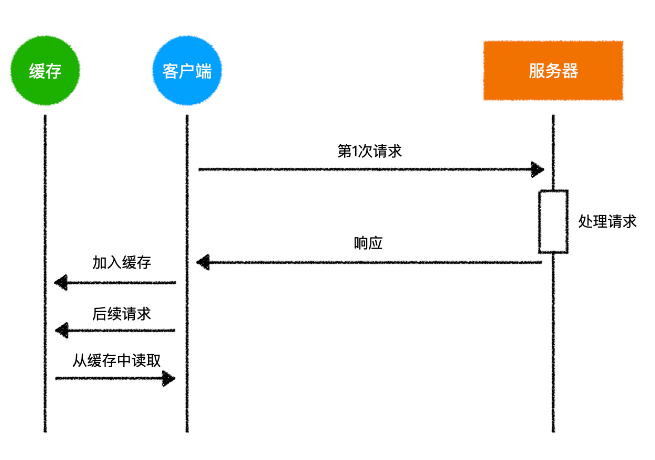 缓存
客户端
服务器
第1次请求
处理请求
响应
加入缓存
后续请求
从缓存中读取